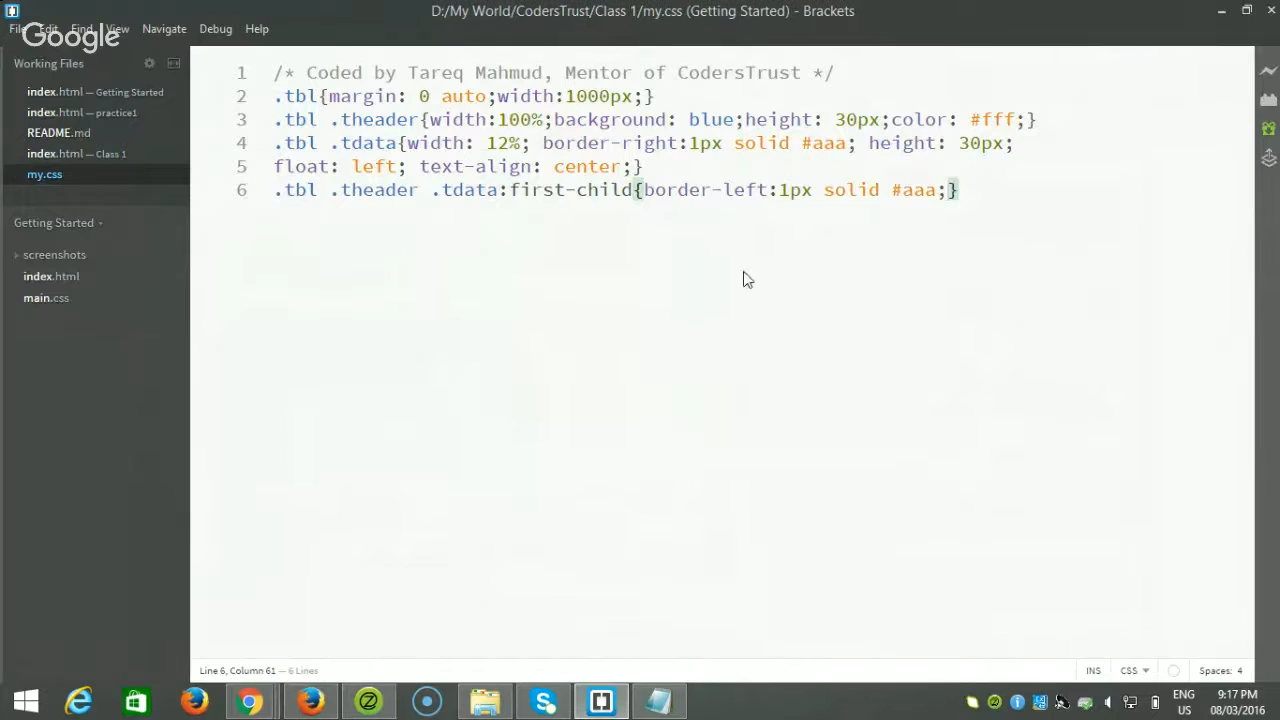 D:/My World/CodersTrust/Class 1/my.css (Getting Started) - Brackets
File Edit Find View Navigate Debug Help
Google
Working Files
index.html — Getting Started
index.html — practice1
README.md
index.html — Class 1
my.css
Getting Started
screenshots
index.html
main.css
1 /* Coded by Tareq Mahmud, Mentor of CodersTrust */
2 .tbl{margin: 0 auto;width:1000px;}
3 .tbl .theader{width:100%;background: blue;height: 30px;color: #fff;}
4 .tbl .tdata{width: 12%; border-right:1px solid #aaa; height: 30px;
5 float: left; text-align: center;}
6 .tbl .theader .tdata:first-child{border-left:1px solid #aaa;}
Line 6, Column 61 — 6 Lines
INS CSS Spaces: 4
ENG 9:17 PM
US 08/03/2016